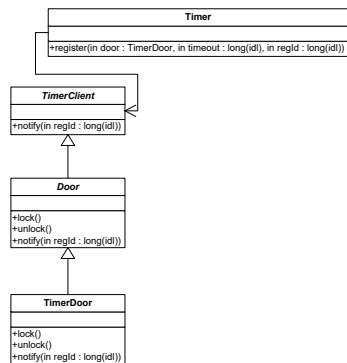 Timer
+register(in door : TimerDoor, in timeout : long(idl), in regId : long(idl))
TimerClient
+notify(in regId : long(idl))
Door
+lock()
+unlock()
+notify(in regId : long(idl))
TimerDoor
+lock()
+unlock()
+notify(in regId : long(idl))